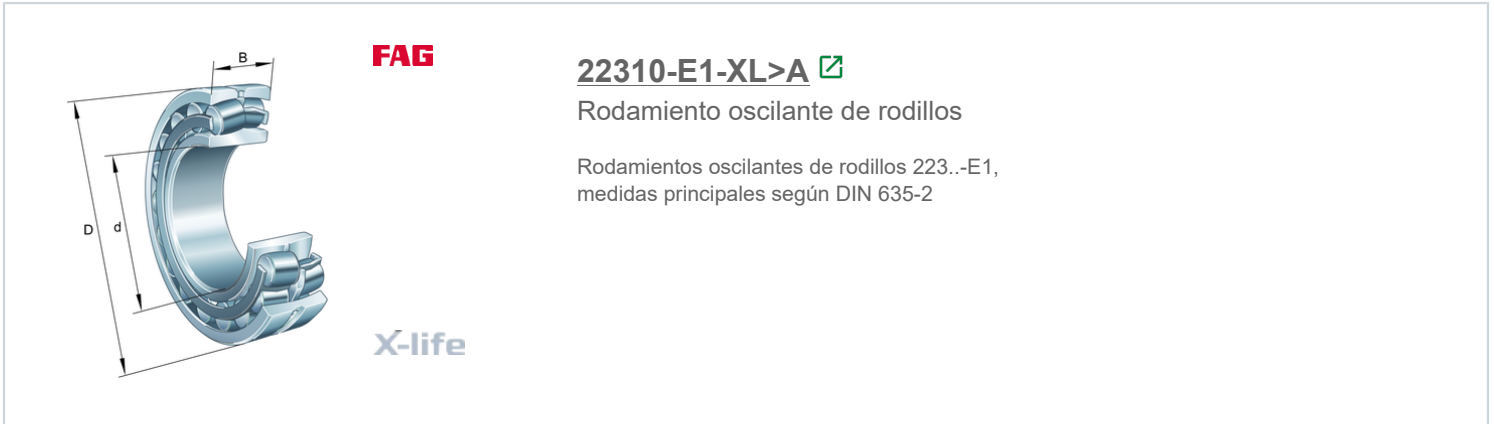 B
FAG
22310-E1-XL>A
Rodamiento oscilante de rodillos
Rodamientos oscilantes de rodillos 223..-E1,
medidas principales según DIN 635-2
D
d
X-life